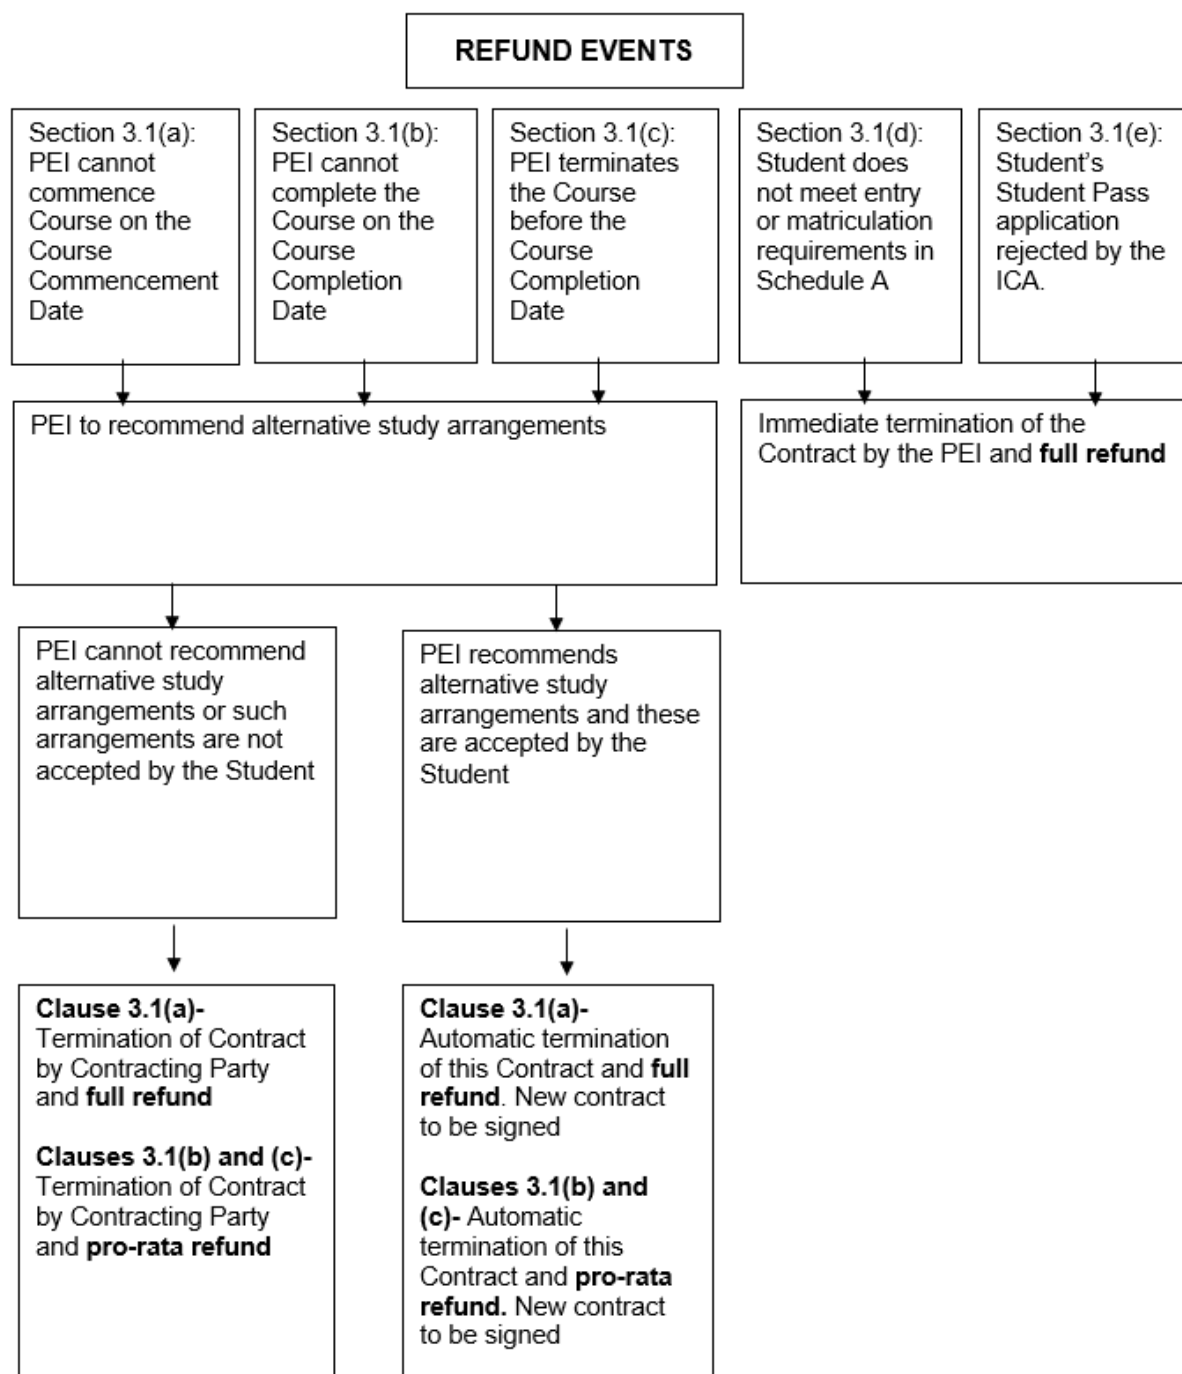 REFUND EVENTS
Section 3.1(a):
PEI cannot
commence
Course on the
Course
Commencement
Date
Section 3.1(b):
PEI cannot
complete the
Course on the
Course
Completion
Date
Section 3.1(c):
PEI terminates
the Course
before the
Course
Completion
Date
Section 3.1(d):
Student does
not meet entry
or matriculation
requirements in
Schedule A
Section 3.1(e):
Student’s
Student Pass
application
rejected by the
ICA.
PEI to recommend alternative study arrangements
Immediate termination of the
Contract by the PEI and full refund
PEI cannot recommend
alternative study
arrangements or such
arrangements are not
accepted by the Student
PEI recommends
alternative study
arrangements and these
are accepted by the
Student
Clause 3.1(a)-
Termination of Contract
by Contracting Party
and full refund
Clauses 3.1(b) and (c)-
Termination of Contract
by Contracting Party
and pro-rata refund
Clause 3.1(a)-
Automatic termination
of this Contract and full
refund. New contract
to be signed
Clauses 3.1(b) and
(c)- Automatic
termination of this
Contract and pro-rata
refund. New contract
to be signed